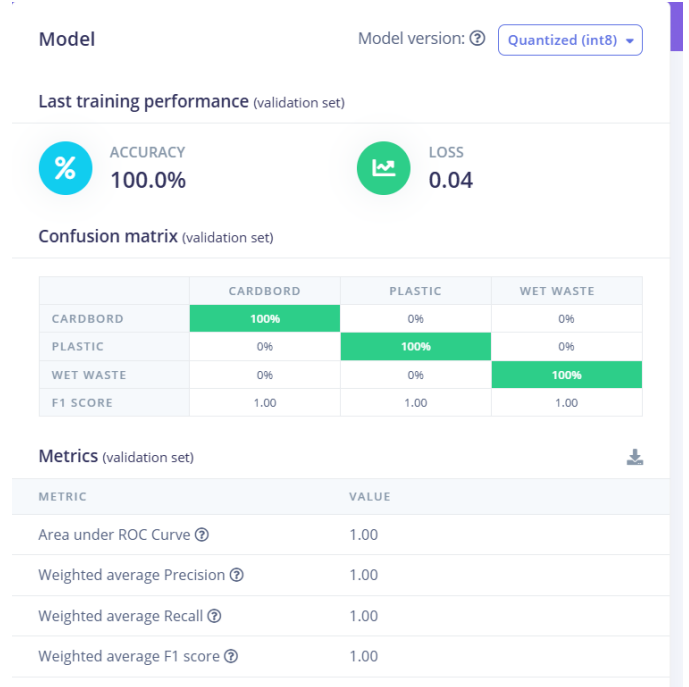 Model Model version: Quantized (int8)
Last training performance (validation set)
ACCURACY LOSS
100.0% 0.04
Confusion matrix (validation set)
CARDBORD PLASTIC WET WASTE
CARDBORD 100% 0% 0%
PLASTIC 0% 100% 0%
WET WASTE 0% 0% 100%
F1 SCORE 1.00 1.00 1.00
Metrics (validation set)
METRIC VALUE
Area under ROC Curve 1.00
Weighted average Precision 1.00
Weighted average Recall 1.00
Weighted average F1 score 1.00